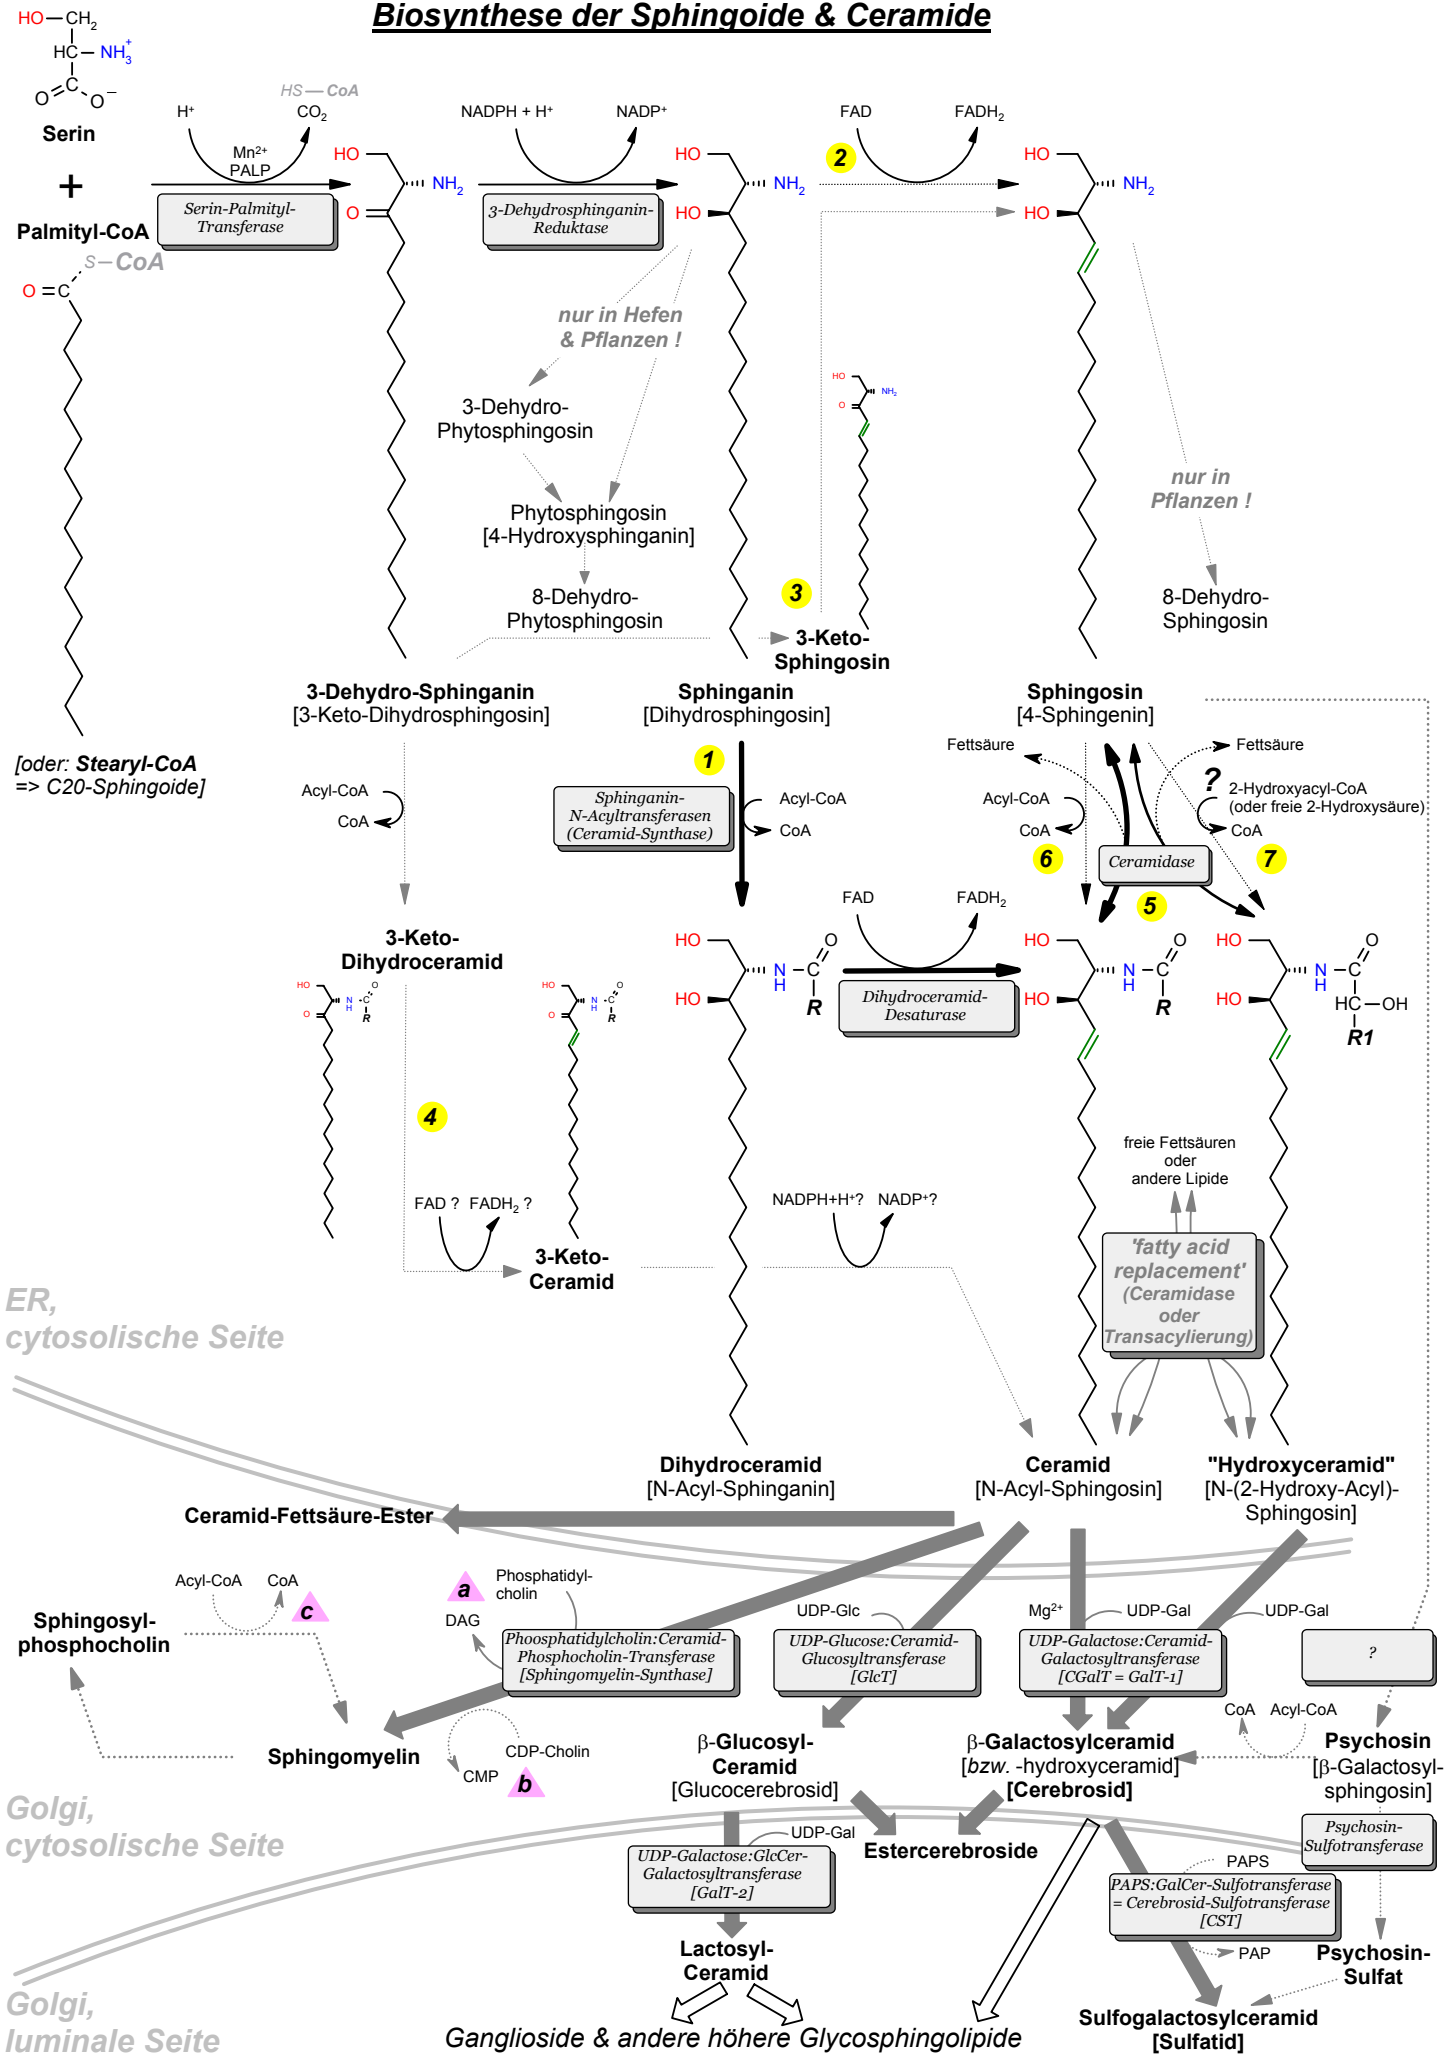 Biosynthese der Sphingoide & Ceramide
HO—CH2
HC—NH3+
C
O O−
Serin
+
Palmityl-CoA
S—CoA
O=C
[oder: Stearyl-CoA
=> C20-Sphingoide]
H+
HS—CoA
CO2
Mn2+
PALP
Serin-Palmityl-
Transferase
HO
NH2
O
NADPH + H+
NADP+
3-Dehydrosphinganin-
Reduktase
HO
NH2
HO
2
FAD
FADH2
HO
NH2
HO
nur in Hefen
& Pflanzen !
3-Dehydro-
Phytosphingosin
Phytosphingosin
[4-Hydroxysphinganin]
8-Dehydro-
Phytosphingosin
HO
NH2
O
3
3-Keto-
Sphingosin
nur in
Pflanzen !
8-Dehydro-
Sphingosin
3-Dehydro-Sphinganin
[3-Keto-Dihydrosphingosin]
Sphinganin
[Dihydrosphingosin]
Sphingosin
[4-Sphingenin]
Acyl-CoA
CoA
1
Sphinganin-
N-Acyltransferasen
(Ceramid-Synthase)
Acyl-CoA
CoA
Fettsäure
Fettsäure
Acyl-CoA
CoA
6
?
2-Hydroxyacyl-CoA
(oder freie 2-Hydroxysäure)
CoA
7
Ceramidase
5
3-Keto-
Dihydroceramid
HO
O
N
H
C
O
R
HO
O
N
H
C
O
R
4
FAD ?
FADH2 ?
3-Keto-
Ceramid
HO
HO
N
H
C
O
R
FAD
FADH2
Dihydroceramid-
Desaturase
HO
HO
N
H
C
O
R
HO
HO
N
H
C
O
HC—OH
R1
NADPH+H+?
NADP+?
freie Fettsäuren
oder
andere Lipide
'fatty acid
replacement'
(Ceramidase
oder
Transacylierung)
ER,
cytosolische Seite
Dihydroceramid
[N-Acyl-Sphinganin]
Ceramid
[N-Acyl-Sphingosin]
"Hydroxyceramid"
[N-(2-Hydroxy-Acyl)-
Sphingosin]
Ceramid-Fettsäure-Ester
Acyl-CoA
CoA
c
Sphingosyl-
phosphocholin
a
Phosphatidyl-
cholin
DAG
Phoosphatidylcholin:Ceramid-
Phosphocholin-Transferase
[Sphingomyelin-Synthase]
Sphingomyelin
CDP-Cholin
CMP
b
UDP-Glc
UDP-Glucose:Ceramid-
Glucosyltransferase
[GlcT]
Mg2+
UDP-Gal
UDP-Gal
UDP-Galactose:Ceramid-
Galactosyltransferase
[CGalT = GalT-1]
?
CoA
Acyl-CoA
β-Glucosyl-
Ceramid
[Glucocerebrosid]
β-Galactosylceramid
[bzw. -hydroxyceramid]
[Cerebrosid]
Psychosin
[β-Galactosyl-
sphingosin]
Golgi,
cytosolische Seite
UDP-Gal
Estercerebroside
Psychosin-
Sulfotransferase
UDP-Galactose:GlcCer-
Galactosyltransferase
[GalT-2]
PAPS
PAPS:GalCer-Sulfotransferase
= Cerebrosid-Sulfotransferase
[CST]
PAP
Lactosyl-
Ceramid
Psychosin-
Sulfat
Golgi,
luminale Seite
Ganglioside & andere höhere Glycosphingolipide
Sulfogalactosylceramid
[Sulfatid]